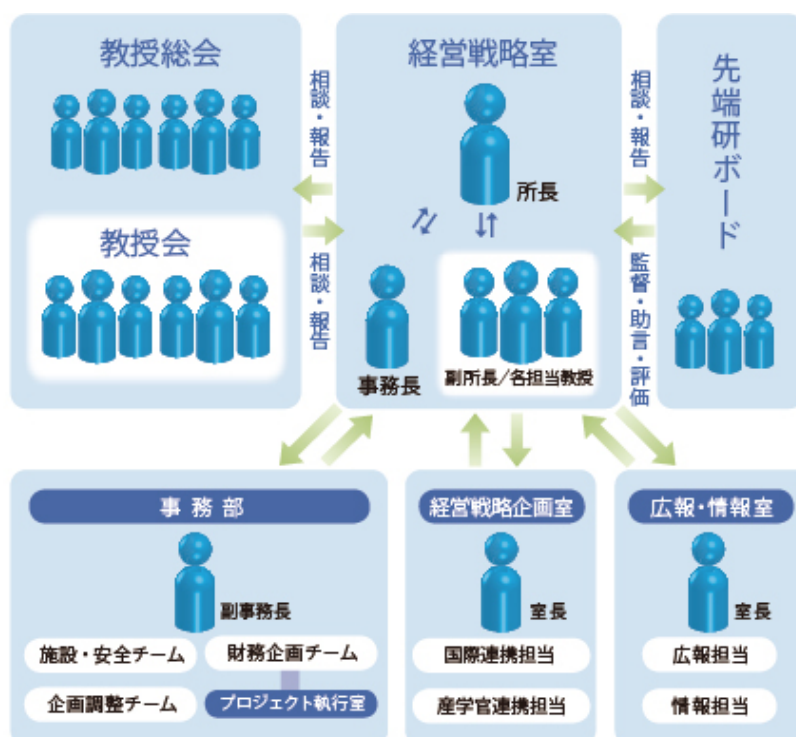 教授総会
教授会
相談・報告
相談・報告
経営戦略室
所長
事務長
副所長/各担当教授
相談・報告
監督・助言・評価
先端研ボード
事務部
副事務長
施設・安全チーム
財務企画チーム
企画調整チーム
プロジェクト執行室
経営戦略企画室
室長
国際連携担当
産学官連携担当
広報・情報室
室長
広報担当
情報担当